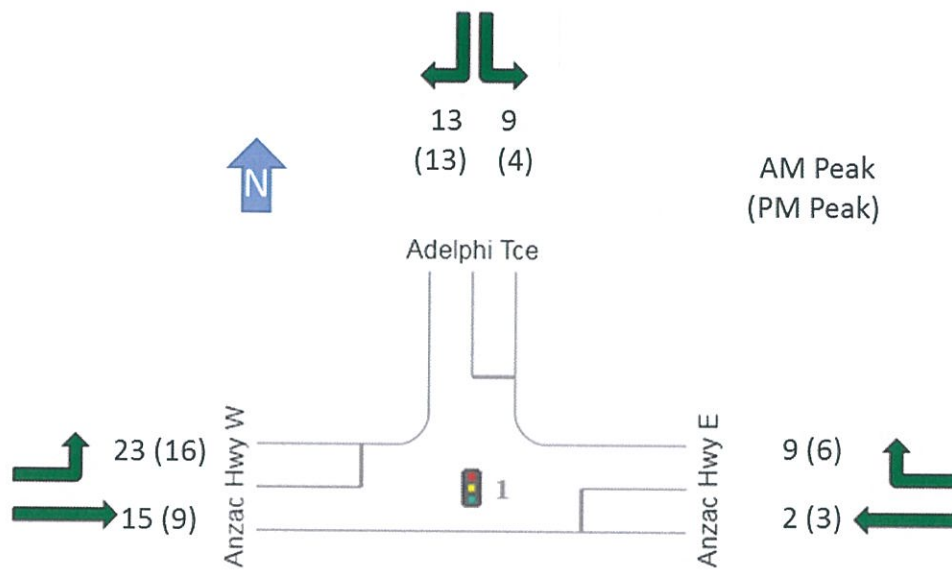 13 9
(13) (4)
N
AM Peak
(PM Peak)
Adelphi Tce
Anzac Hwy W
23 (16)
15 (9)
1
Anzac Hwy E
9 (6)
2 (3)